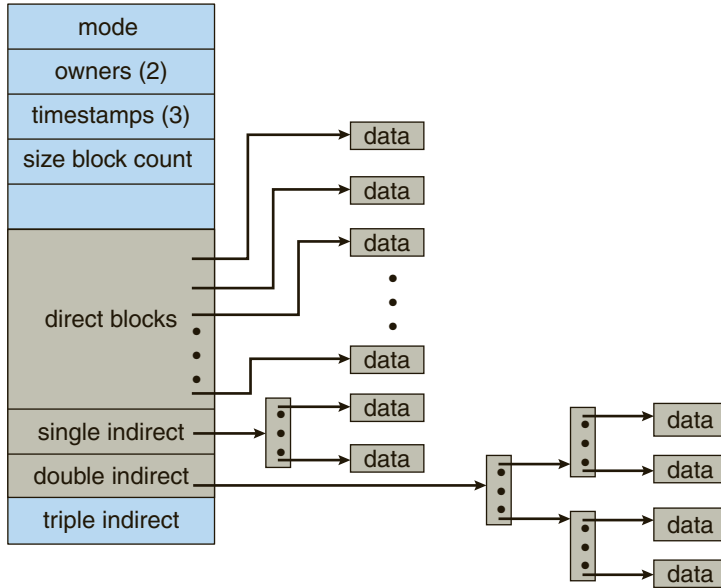 mode
owners (2)
timestamps (3)
size block count
direct blocks
single indirect
double indirect
triple indirect
data
data
data
data
data
data
data
data
data
data